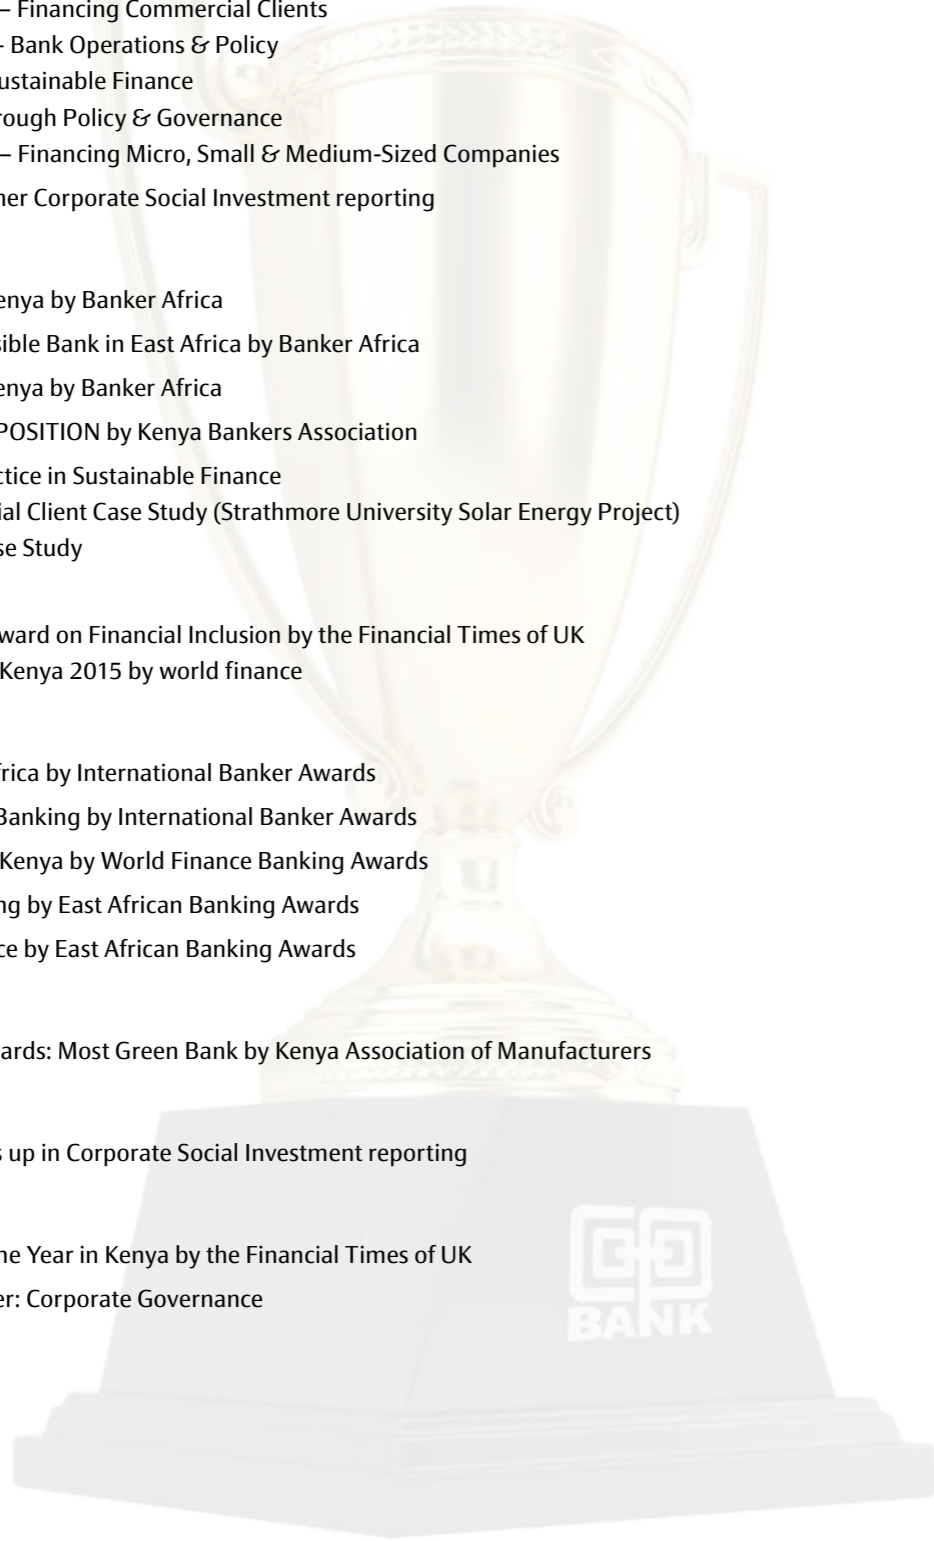 – Financing Commercial Clients
- Bank Operations & Policy
ustainable Finance
rough Policy & Governance
– Financing Micro, Small & Medium-Sized Companies
ner Corporate Social Investment reporting
enya by Banker Africa
sible Bank in East Africa by Banker Africa
enya by Banker Africa
POSITION by Kenya Bankers Association
ctice in Sustainable Finance
ial Client Case Study (Strathmore University Solar Energy Project)
se Study
ward on Financial Inclusion by the Financial Times of UK
Kenya 2015 by world finance
frica by International Banker Awards
Banking by International Banker Awards
Kenya by World Finance Banking Awards
ng by East African Banking Awards
ce by East African Banking Awards
ards: Most Green Bank by Kenya Association of Manufacturers
s up in Corporate Social Investment reporting
ne Year in Kenya by the Financial Times of UK
er: Corporate Governance
BANK